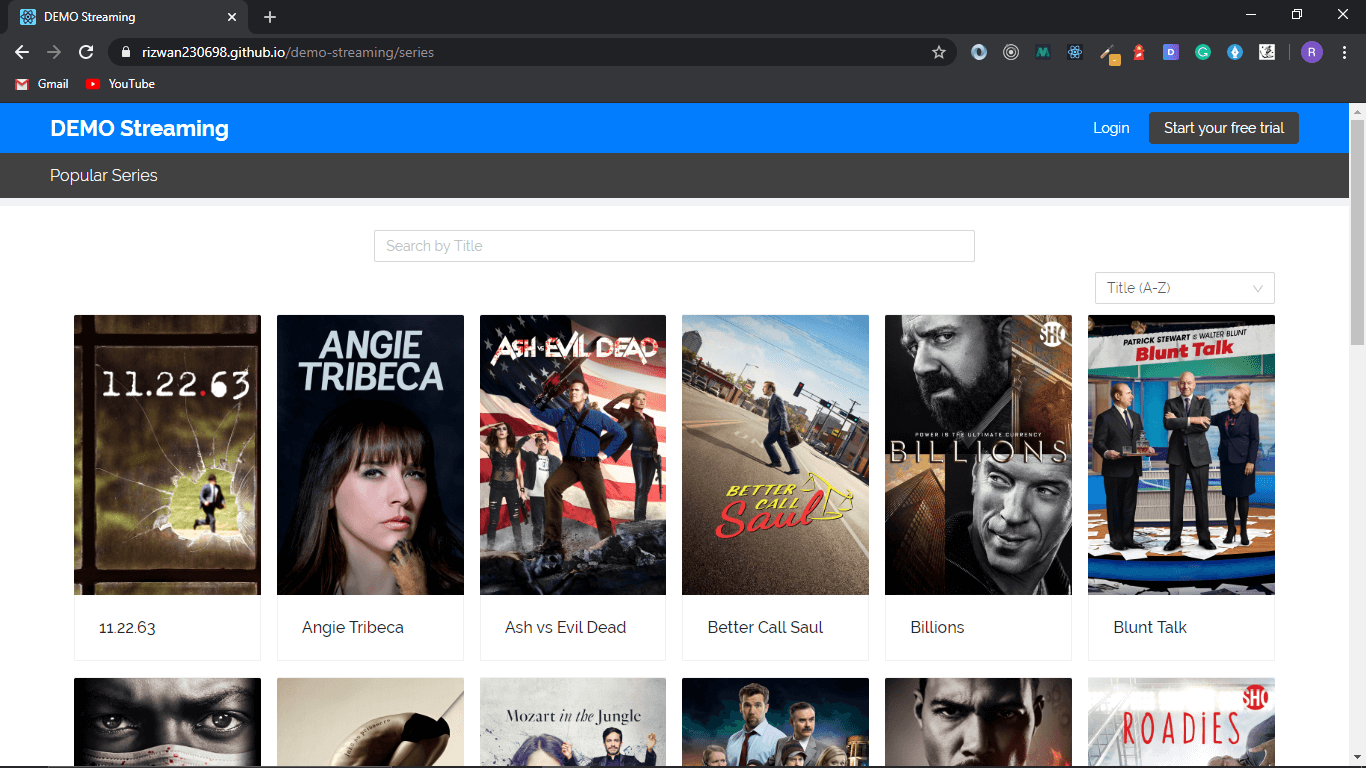 DEMO Streaming
rizwan230698.github.io/demo-streaming/series
D
R
Gmail
YouTube
DEMO Streaming
Login
Start your free trial
Popular Series
Search by Title
Title (A-Z)
11.22.63
ANGIE
TRIBECA
ASH vs EVIL DEAD
BETTER
CALL
Saul
SHO
POWER IS THE ULTIMATE CURRENCY
BILLIONS
PATRICK STEWART is WALTER BLUNT
Blunt Talk
11.22.63
Angie Tribeca
Ash vs Evil Dead
Better Call Saul
Billions
Blunt Talk
Mozart in the Jungle
SHO
ROADIES